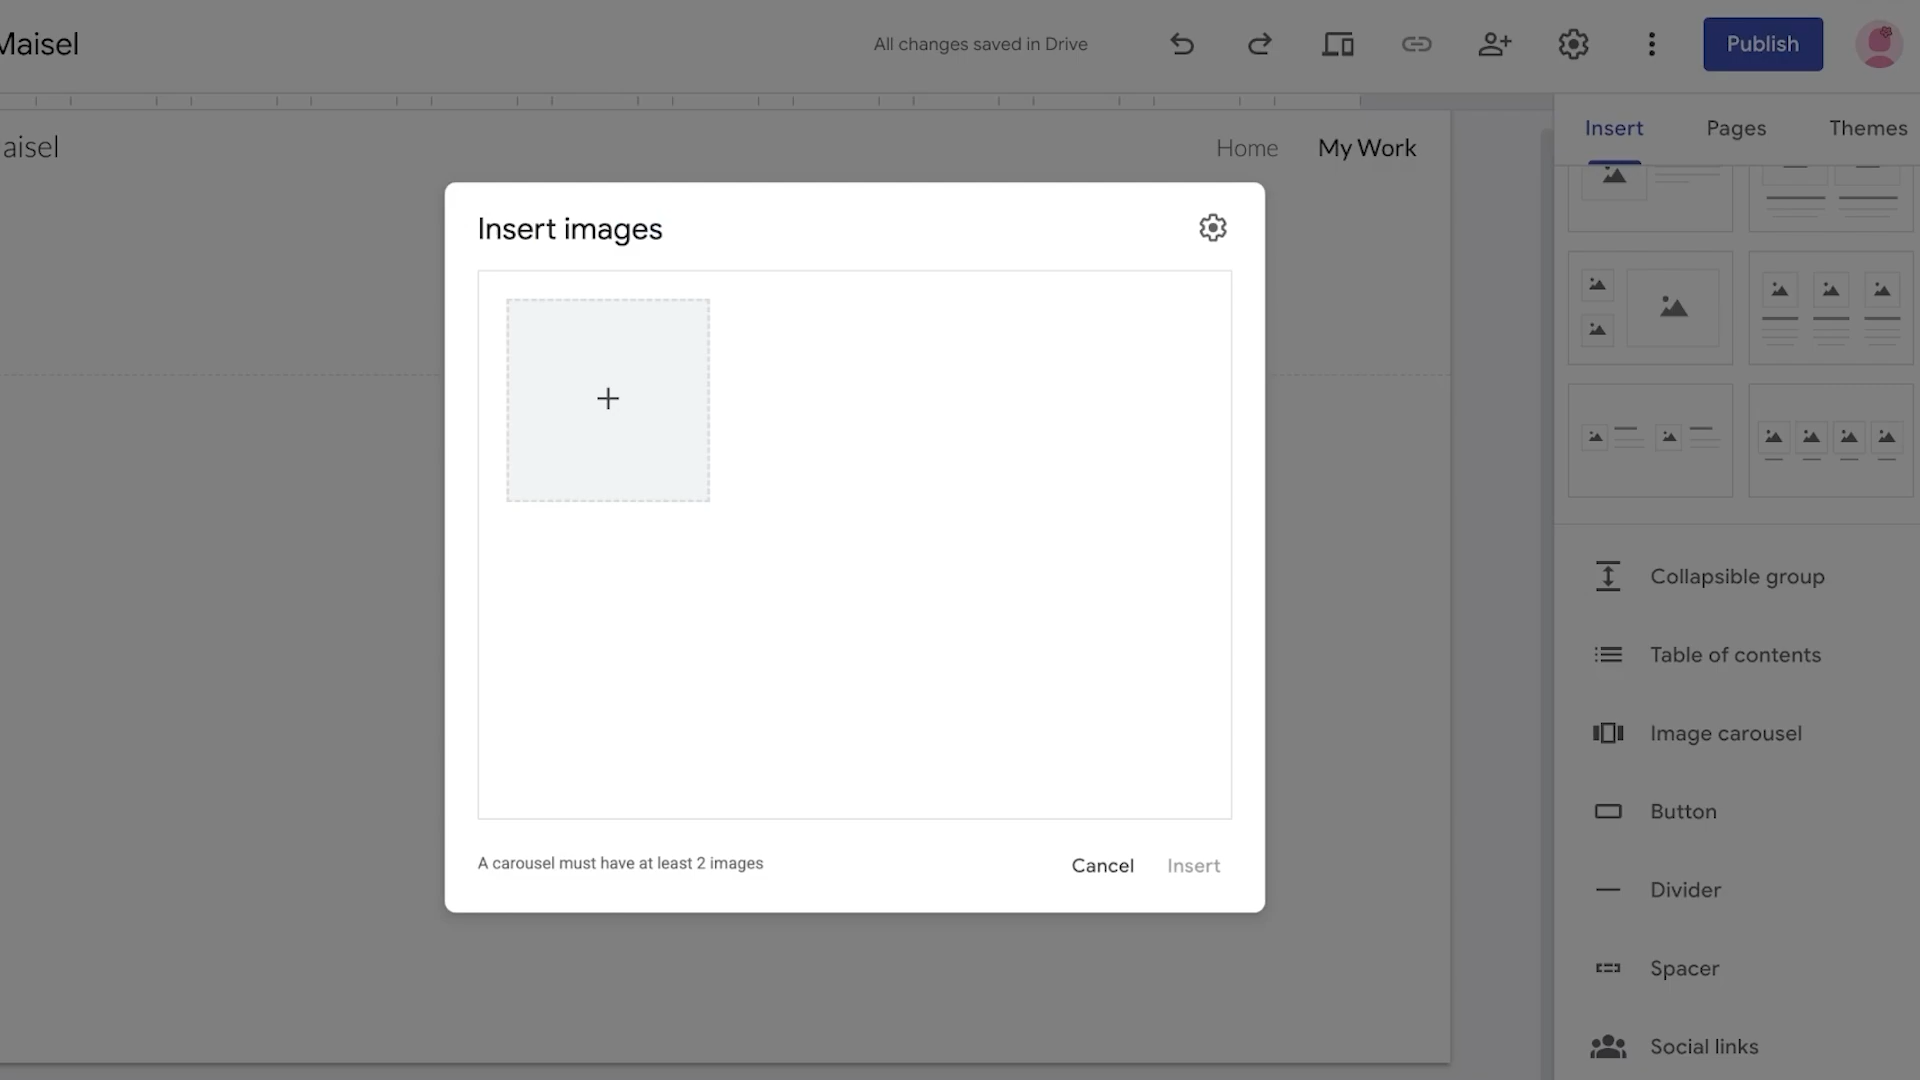 Maisel
All changes saved in Drive
Publish
Insert
Pages
Themes
aisel
Home
My Work
Insert images
+
A carousel must have at least 2 images
Cancel
Insert
Collapsible group
Table of contents
Image carousel
Button
Divider
Spacer
Social links